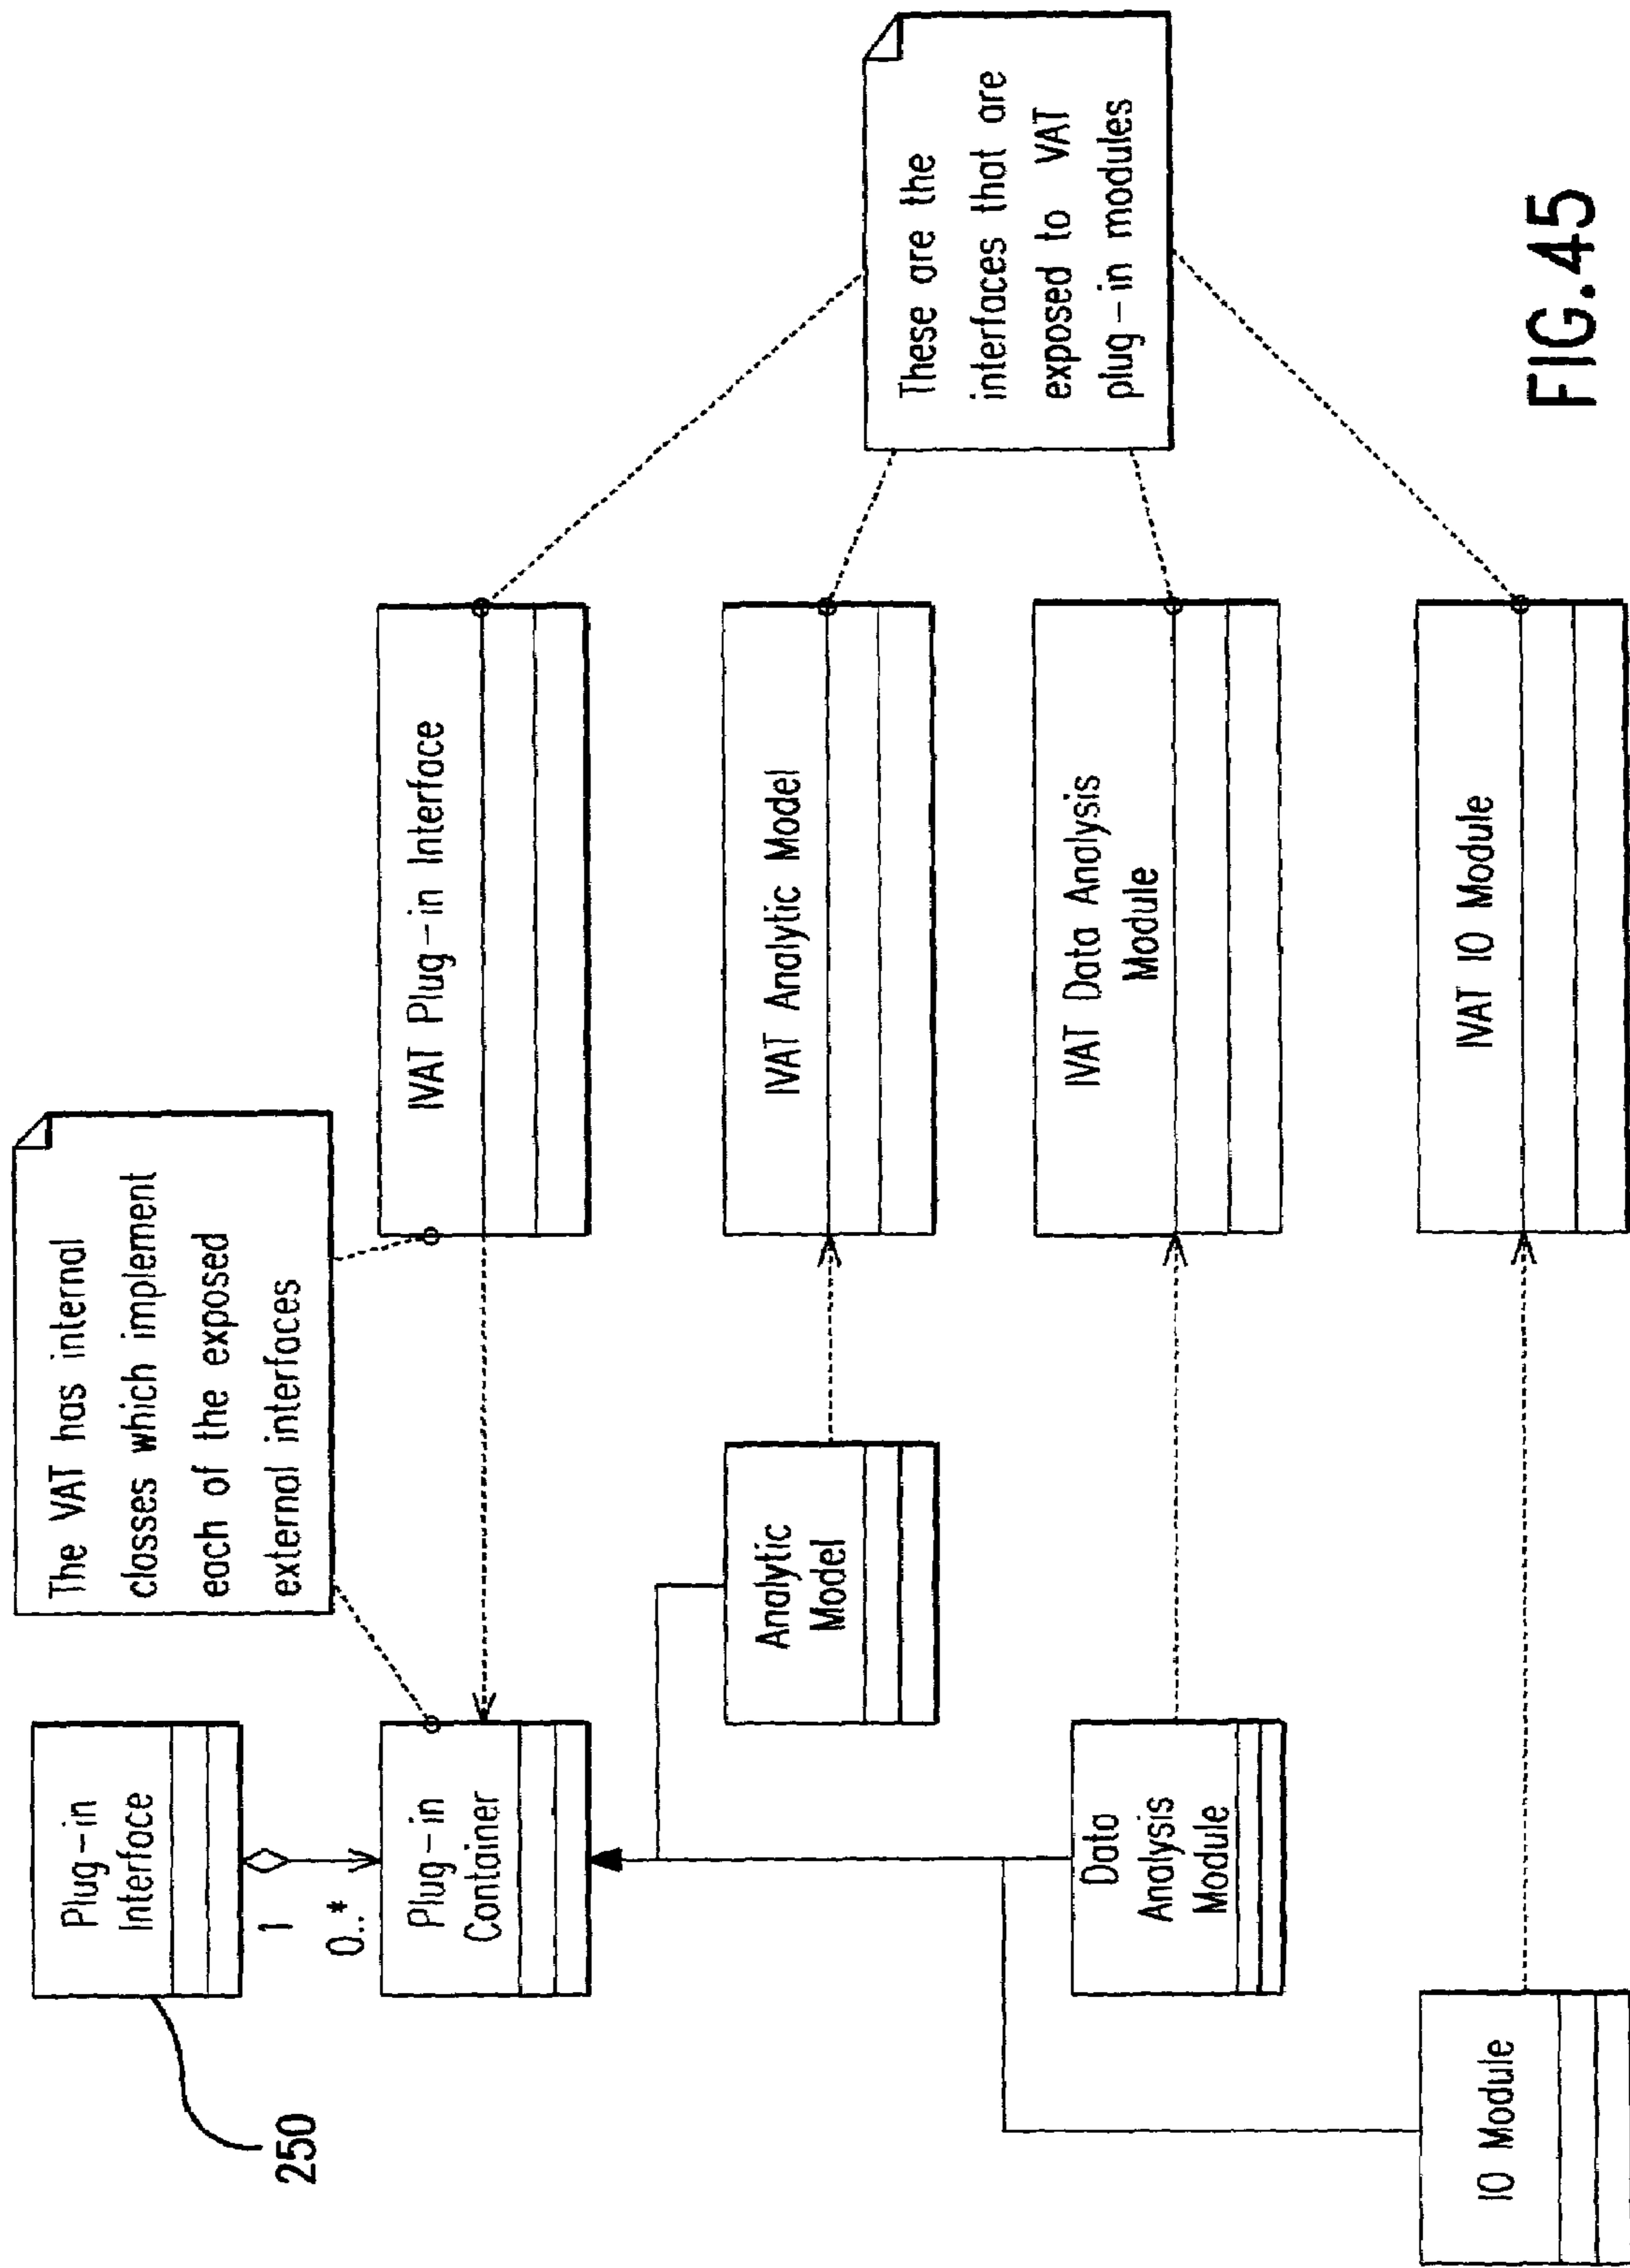 250
Plug-in
Interface
1
0..*
Plug-in
Container
The VAT has internal
classes which implement
each of the exposed
external interfaces
IVAT Plug-in Interface
Analytic
Model
IVAT Analytic Model
Data
Analysis
Module
IVAT Data Analysis
Module
IO Module
IVAT IO Module
These are the
interfaces that are
exposed to VAT
plug-in modules
FIG.45